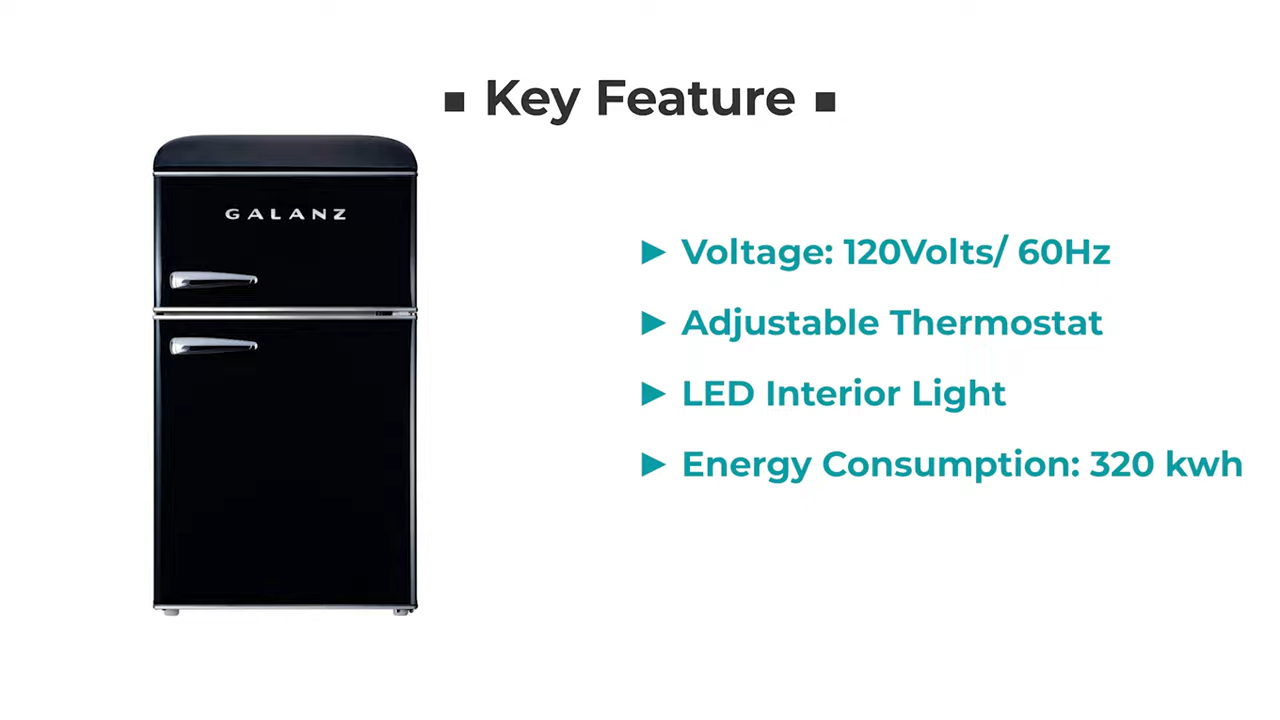 ■ Key Feature ■
GALANZ
► Voltage: 120Volts/ 60Hz
► Adjustable Thermostat
► LED Interior Light
► Energy Consumption: 320 kwh